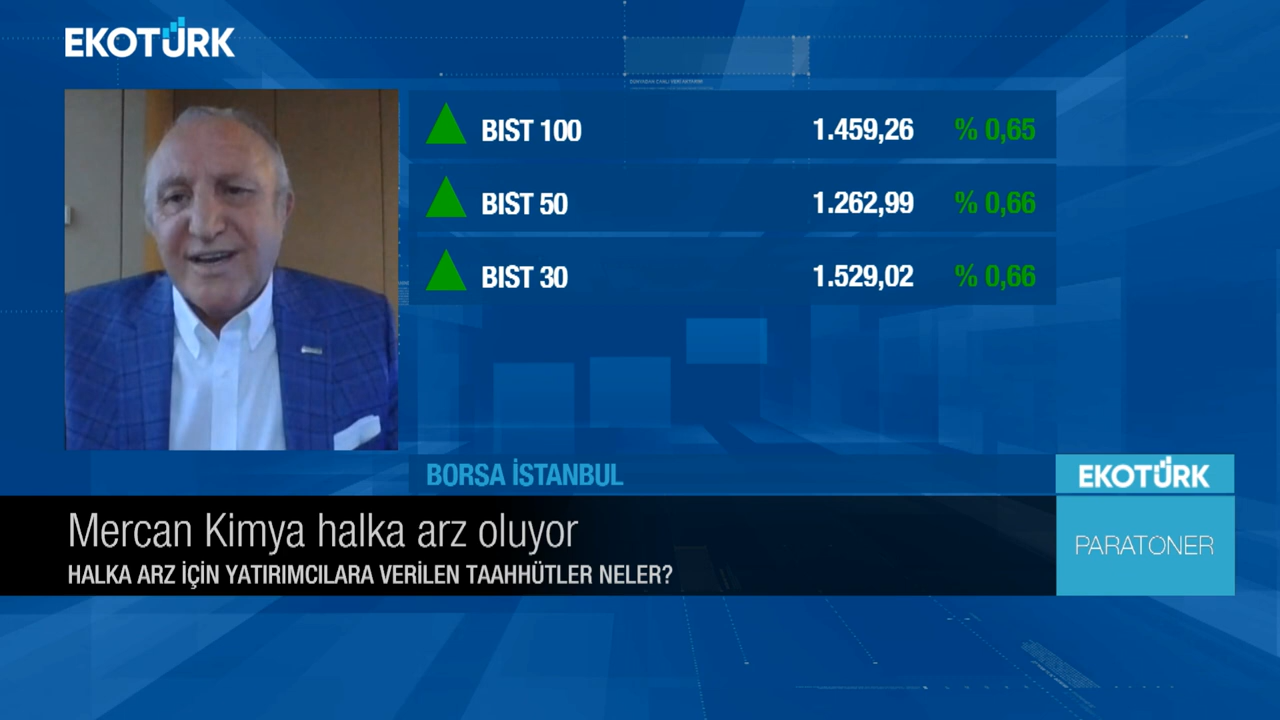 EKOTÜRK
BIST 100 1.459,26 % 0,65
BIST 50 1.262,99 % 0,66
BIST 30 1.529,02 % 0,66
BORSA İSTANBUL
EKOTÜRK
Mercan Kimya halka arz oluyor
HALKA ARZ İÇİN YATIRIMCILARA VERİLEN TAAHHÜTLER NELER?
PARATONER